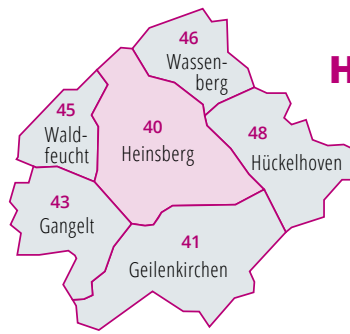 46
Wassen-
berg
H
45
Wald-
feucht
40
Heinsberg
48
Hückelhoven
43
Gangelt
41
Geilenkirchen